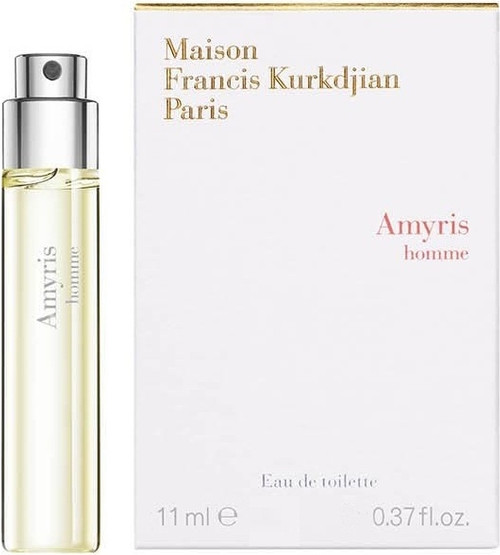 Maison
Francis Kurkdjian
Paris
Amyris
homme
Amyris
homme
Eau de toilette
11 ml ℮ 0.37 fl.oz.